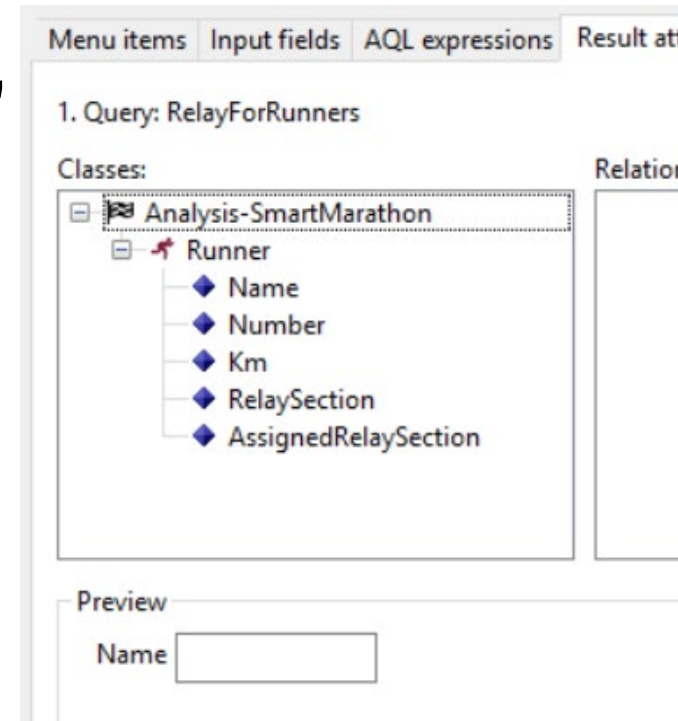 Menu items Input fields AQL expressions Result att
1. Query: RelayForRunners
Classes: Relation
Analysis-SmartMarathon
Runner
Name
Number
Km
RelaySection
AssignedRelaySection
Preview
Name